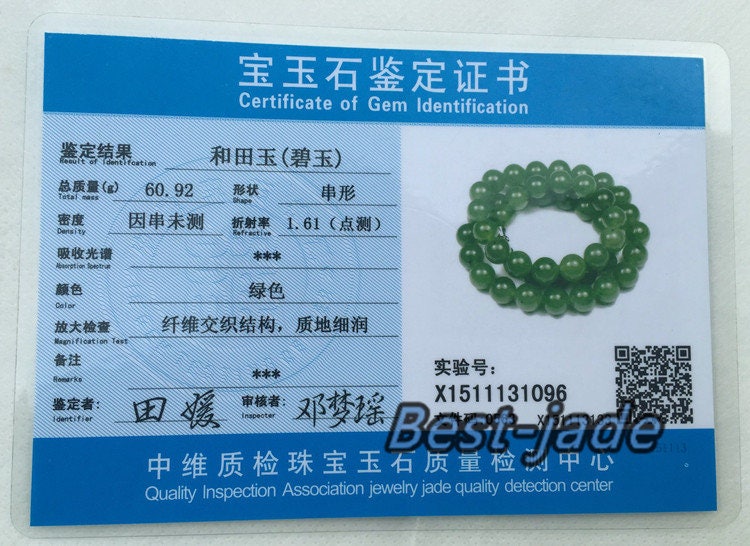 宝玉石鉴定证书
Certificate of Gem Identification
鉴定结果 和田玉(碧玉)
Result of Identifcation
总质量(g) 60.92 形状 串形
Total mass Shape
密度 因串未测 折射率 1.61（点测）
Density Refractive
吸收光谱 ***
Absorption Spectrum
颜色 绿色
Color
放大检查 纤维交织结构，质地细润
Magnification Test
备注 ***
Remarks
鉴定者: 田媛 审核者: 邓梦瑶
Identifier Inspecter
实验号:
X1511131096
Best-jade
中维质检珠宝玉石质量检测中心
Quality Inspection Association jewelry jade quality detection center